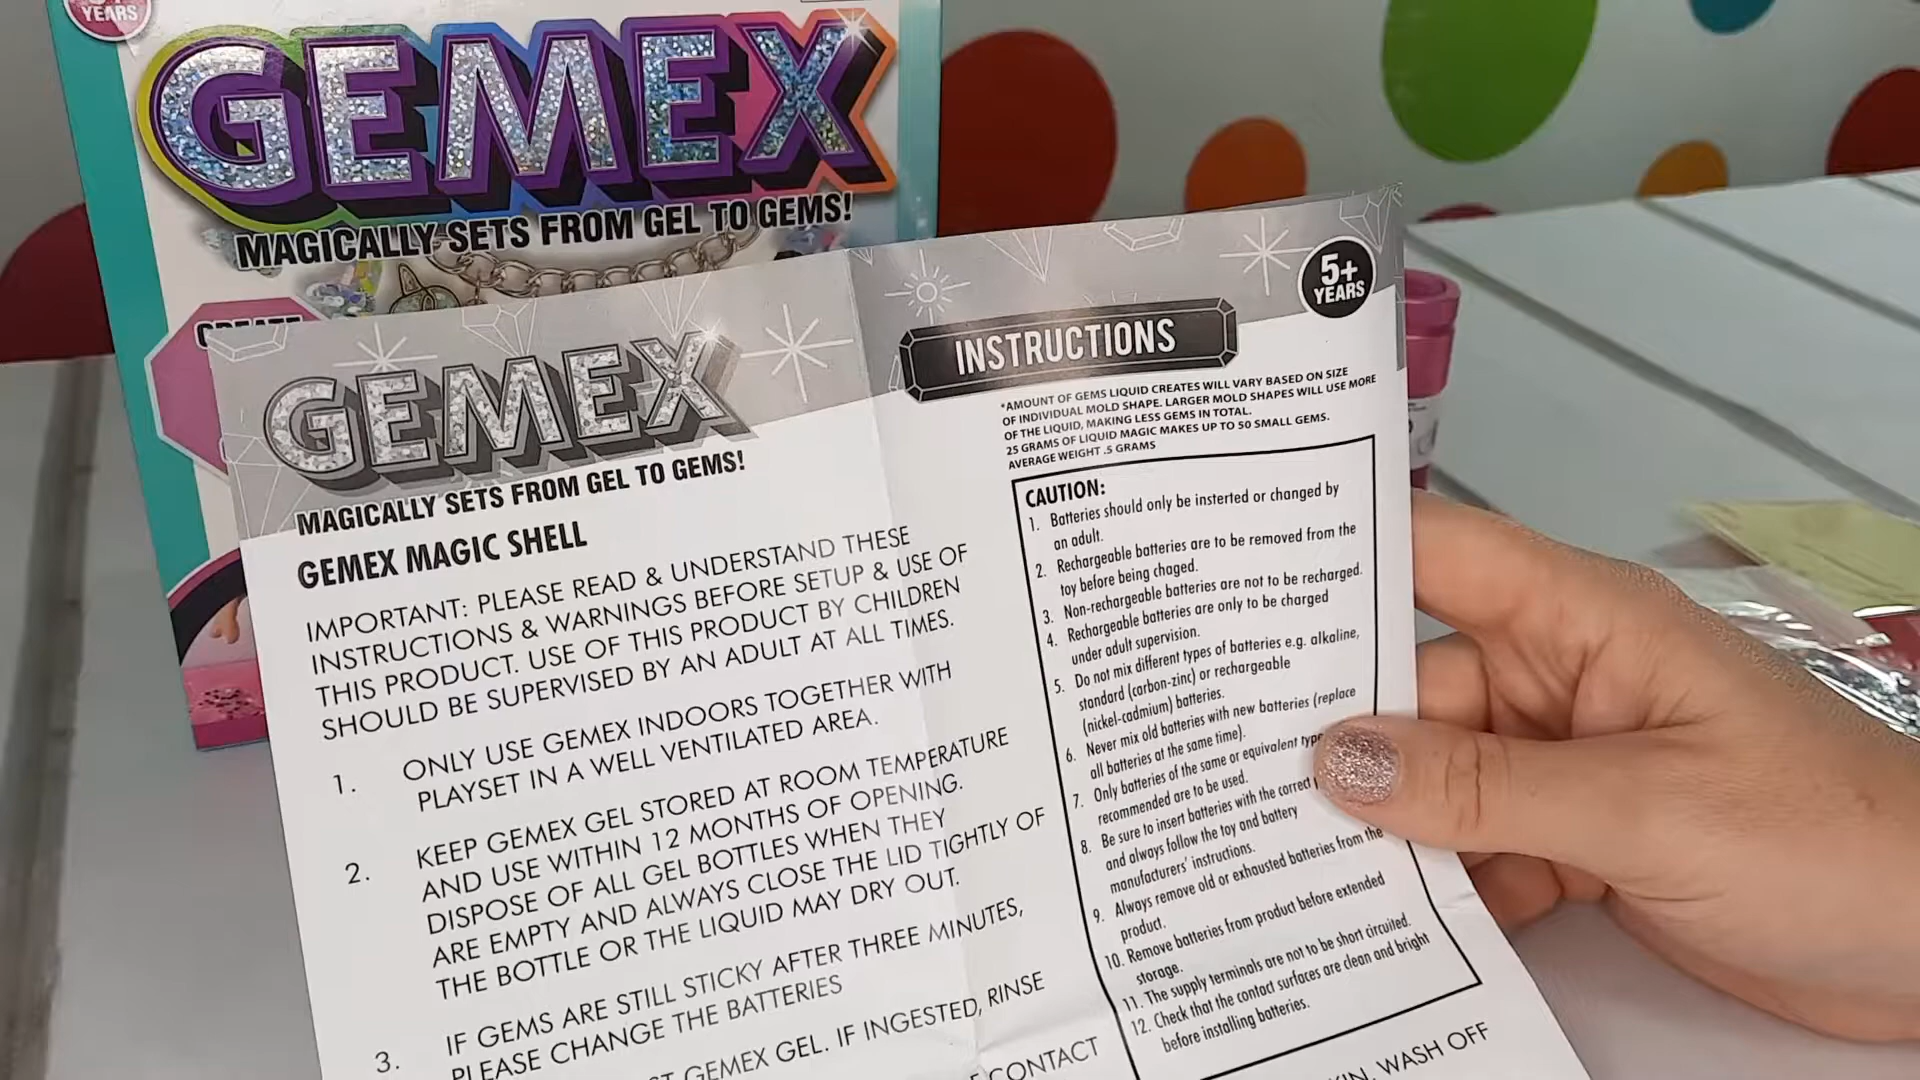 YEARS
GEMEX
MAGICALLY SETS FROM GEL TO GEMS!
CREATE
GEMEX
MAGICALLY SETS FROM GEL TO GEMS!
GEMEX MAGIC SHELL
IMPORTANT: PLEASE READ & UNDERSTAND THESE
INSTRUCTIONS & WARNINGS BEFORE SETUP & USE OF
THIS PRODUCT. USE OF THIS PRODUCT BY CHILDREN
SHOULD BE SUPERVISED BY AN ADULT AT ALL TIMES.
1. ONLY USE GEMEX INDOORS TOGETHER WITH
PLAYSET IN A WELL VENTILATED AREA.
2. KEEP GEMEX GEL STORED AT ROOM TEMPERATURE
AND USE WITHIN 12 MONTHS OF OPENING.
DISPOSE OF ALL GEL BOTTLES WHEN THEY
ARE EMPTY AND ALWAYS CLOSE THE LID TIGHTLY OF
THE BOTTLE OR THE LIQUID MAY DRY OUT.
3. IF GEMS ARE STILL STICKY AFTER THREE MINUTES,
PLEASE CHANGE THE BATTERIES
GEMEX GEL. IF INGESTED, RINSE
CONTACT
WASH OFF
INSTRUCTIONS
5+
YEARS
*AMOUNT OF GEMS LIQUID CREATES WILL VARY BASED ON SIZE
OF INDIVIDUAL MOLD SHAPE. LARGER MOLD SHAPES WILL USE MORE
OF THE LIQUID, MAKING LESS GEMS IN TOTAL.
25 GRAMS OF LIQUID MAGIC MAKES UP TO 50 SMALL GEMS.
AVERAGE WEIGHT .5 GRAMS
CAUTION:
1. Batteries should only be insterted or changed by
an adult.
2. Rechargeable batteries are to be removed from the
toy before being chaged.
3. Non-rechargeable batteries are not to be recharged.
4. Rechargeable batteries are only to be charged
under adult supervision.
5. Do not mix different types of batteries e.g. alkaline,
standard (carbon-zinc) or rechargeable
(nickel-cadmium) batteries.
6. Never mix old batteries with new batteries (replace
all batteries at the same time).
7. Only batteries of the same or equivalent type
recommended are to be used.
8. Be sure to insert batteries with the correct
and always follow the toy and battery
manufacturers' instructions.
9. Always remove old or exhausted batteries from the
product.
10. Remove batteries from product before extended
storage.
11. The supply terminals are not to be short circuited.
12. Check that the contact surfaces are clean and bright
before installing batteries.